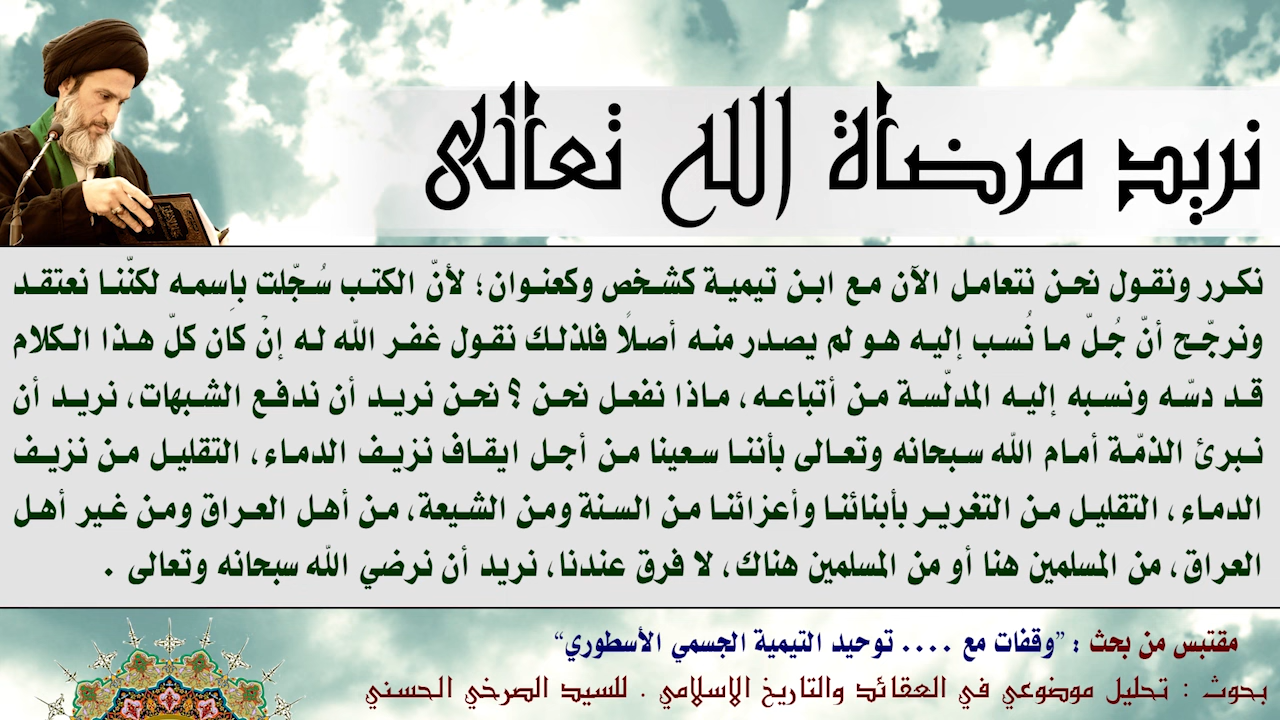 نريد مرضاة الله تعالى
نكرر ونقول نحن نتعامل الآن مع ابن تيمية كشخص وكعنوان؛ لأنّ الكتب سُجّلت باِسمه لكنّنا نعتقد
ونرجّح أنّ جُلّ ما نُسب إليه هو لم يصدر منه أصلاً فلذلك نقول غفر الله له إنْ كان كلّ هذا الكلام
قد دسّه ونسبه إليه المدلّسة من أتباعه، ماذا نفعل نحن ؟ نحن نريد أن ندفع الشبهات، نريد أن
نبرئ الذمّة أمام الله سبحانه وتعالى بأننا سعينا من أجل ايقاف نزيف الدماء، التقليل من نزيف
الدماء، التقليل من التغرير بأبنائنا وأعزائنا من السنة ومن الشيعة، من أهل العراق ومن غير أهل
العراق، من المسلمين هنا أو من المسلمين هناك، لا فرق عندنا، نريد أن نرضي الله سبحانه وتعالى .
مقتبس من بحث : ”وقفات مع .... توحيد التيمية الجسمي الأسطوري“
بحوث : تحليل موضوعي في العقائد والتاريخ الاسلامي . للسيد الصرخي الحسني